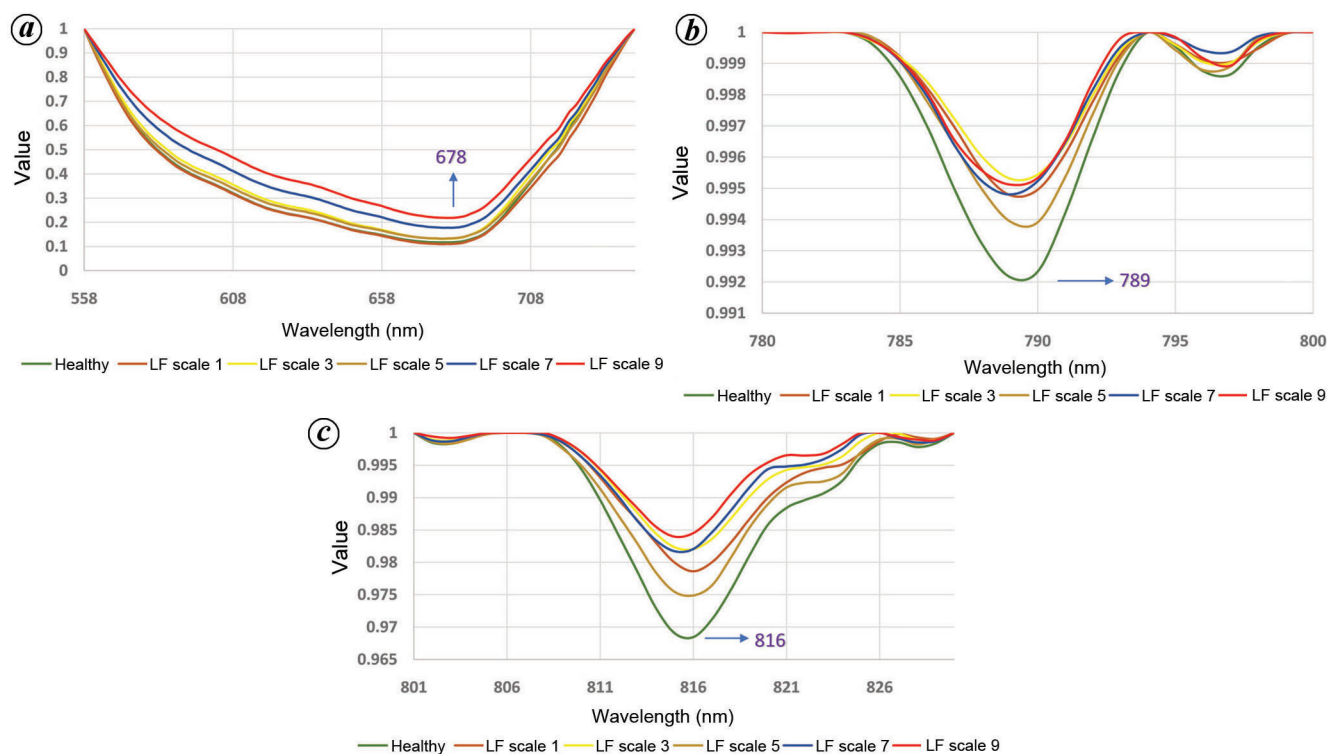 a
1
0.9
0.8
0.7
0.6
0.5
0.4
0.3
0.2
0.1
0
Value
678
558 608 658 708
Wavelength (nm)
Healthy LF scale 1 LF scale 3 LF scale 5 LF scale 7 LF scale 9
b
1
0.999
0.998
0.997
0.996
0.995
0.994
0.993
0.992
0.991
Value
789
780 785 790 795 800
Wavelength (nm)
Healthy LF scale 1 LF scale 3 LF scale 5 LF scale 7 LF scale 9
c
1
0.995
0.99
0.985
0.98
0.975
0.97
0.965
Value
816
801 806 811 816 821 826
Wavelength (nm)
Healthy LF scale 1 LF scale 3 LF scale 5 LF scale 7 LF scale 9